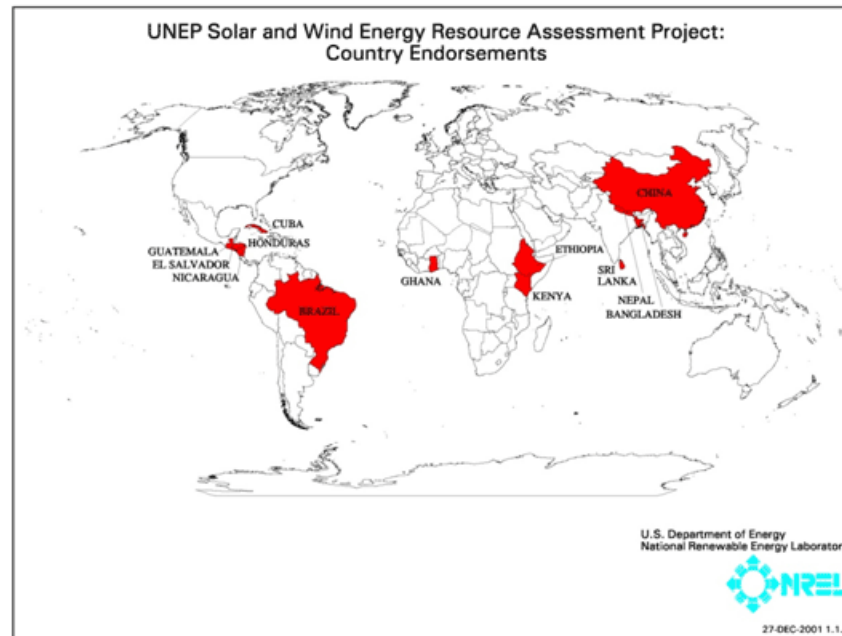 UNEP Solar and Wind Energy Resource Assessment Project:
Country Endorsements
CHINA
CUBA
HONDURAS
GUATEMALA
EL SALVADOR
NICARAGUA
ETHIOPIA
GHANA
KENYA
SRI
LANKA
NEPAL
BANGLADESH
BRAZIL
U.S. Department of Energy
National Renewable Energy Laborator
NREL
27-DEC-2001 1.1.